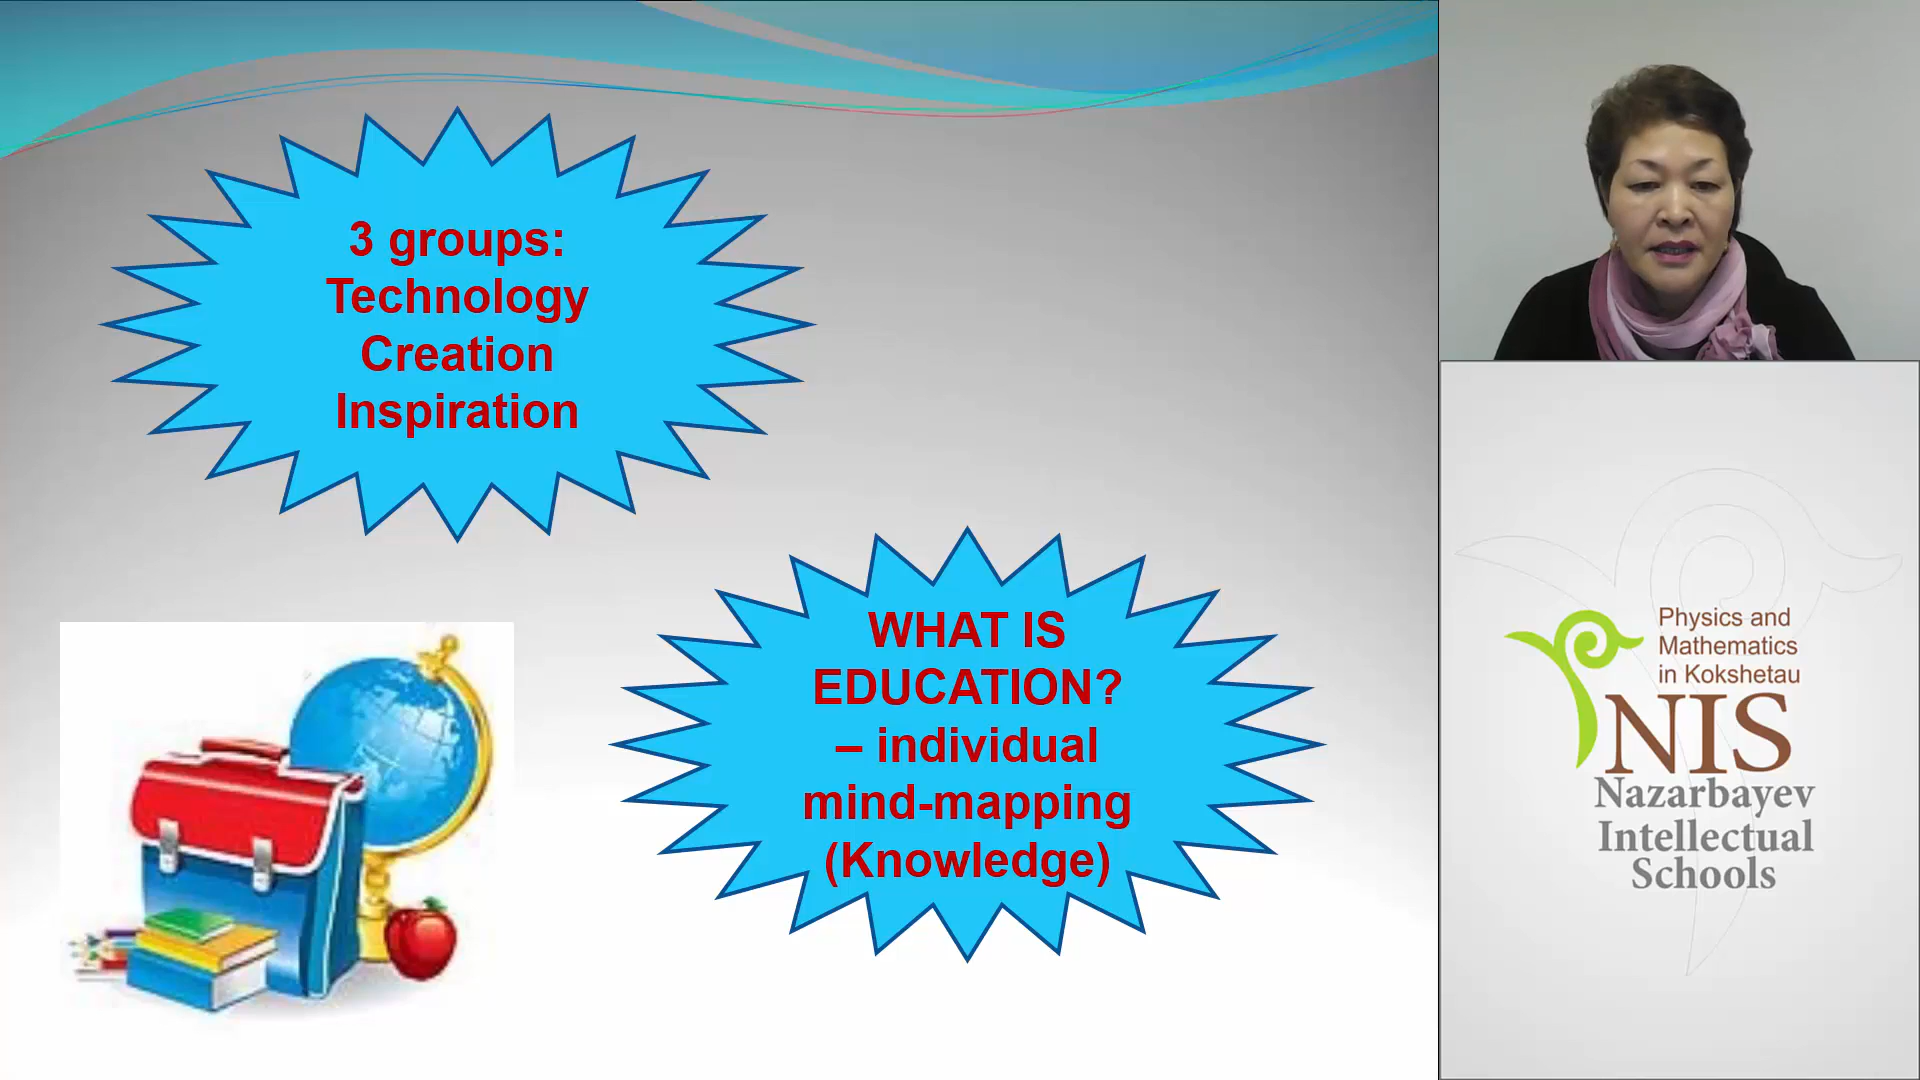 3 groups:
Technology
Creation
Inspiration
WHAT IS
EDUCATION?
– individual
mind-mapping
(Knowledge)
Physics and
Mathematics
in Kokshetau
NIS
Nazarbayev
Intellectual
Schools